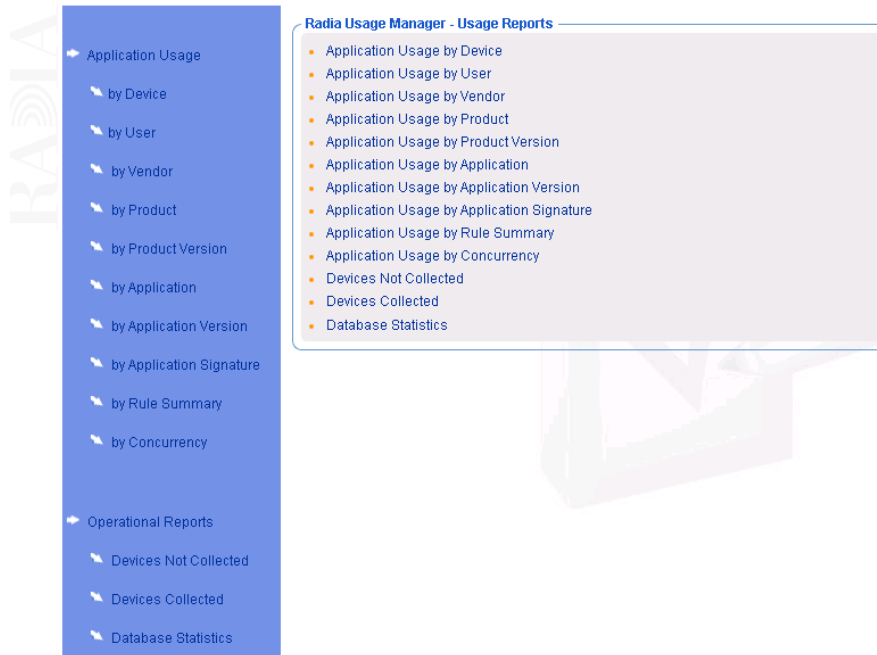 RADIA
Application Usage
by Device
by User
by Vendor
by Product
by Product Version
by Application
by Application Version
by Application Signature
by Rule Summary
by Concurrency
Operational Reports
Devices Not Collected
Devices Collected
Database Statistics
Radia Usage Manager - Usage Reports
Application Usage by Device
Application Usage by User
Application Usage by Vendor
Application Usage by Product
Application Usage by Product Version
Application Usage by Application
Application Usage by Application Version
Application Usage by Application Signature
Application Usage by Rule Summary
Application Usage by Concurrency
Devices Not Collected
Devices Collected
Database Statistics